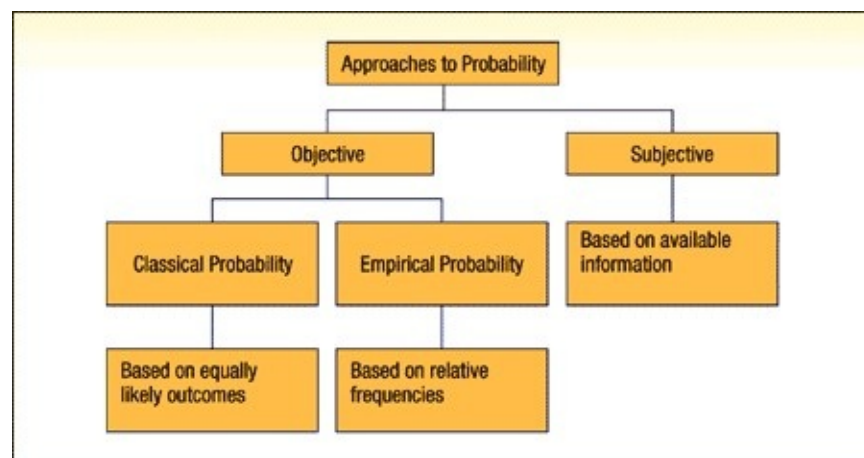 Approaches to Probability
Objective
Subjective
Classical Probability
Empirical Probability
Based on available
information
Based on equally
likely outcomes
Based on relative
frequencies